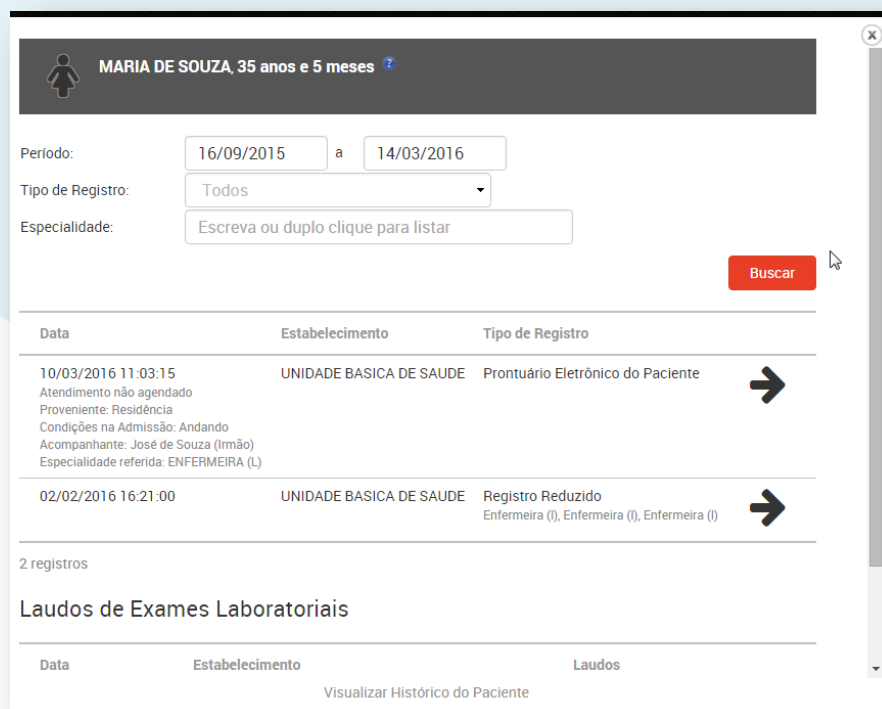 x
MARIA DE SOUZA, 35 anos e 5 meses ?
Período: 16/09/2015 a 14/03/2016
Tipo de Registro: Todos
Especialidade: Escreva ou duplo clique para listar
Buscar
Data Estabelecimento Tipo de Registro
10/03/2016 11:03:15 UNIDADE BASICA DE SAUDE Prontuário Eletrônico do Paciente
Atendimento não agendado
Proveniente: Residência
Condições na Admissão: Andando
Acompanhante: José de Souza (Irmão)
Especialidade referida: ENFERMEIRA (L)
02/02/2016 16:21:00 UNIDADE BASICA DE SAUDE Registro Reduzido
Enfermeira (I), Enfermeira (I), Enfermeira (I)
2 registros
Laudos de Exames Laboratoriais
Data Estabelecimento Laudos
Visualizar Histórico do Paciente